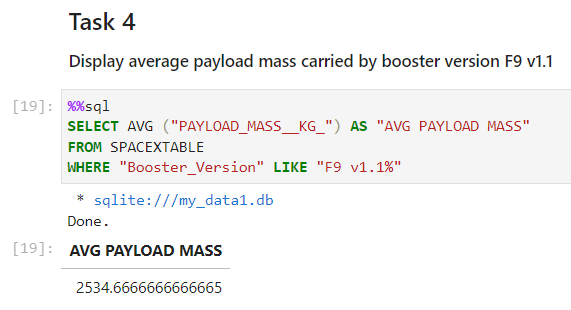 Task 4
Display average payload mass carried by booster version F9 v1.1
[19]: %%sql
SELECT AVG ("PAYLOAD_MASS__KG_") AS "AVG PAYLOAD MASS"
FROM SPACEXTABLE
WHERE "Booster_Version" LIKE "F9 v1.1%"
* sqlite:///my_data1.db
Done.
[19]: AVG PAYLOAD MASS
2534.6666666666665